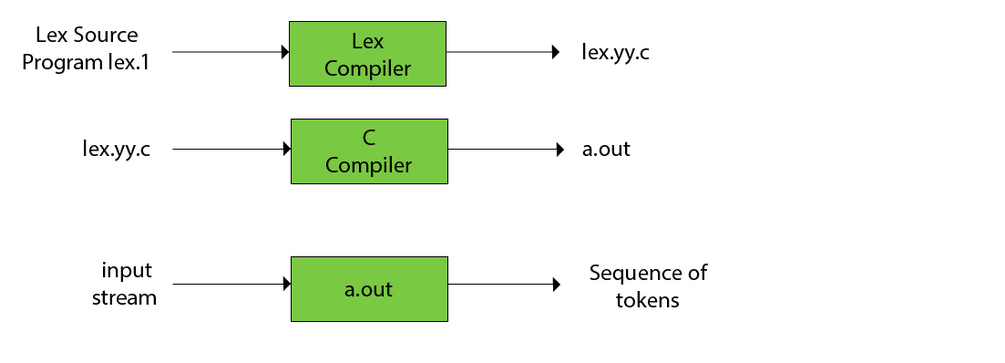 Lex Source
Program lex.1
Lex
Compiler
lex.yy.c
lex.yy.c
C
Compiler
a.out
input
stream
a.out
Sequence of
tokens